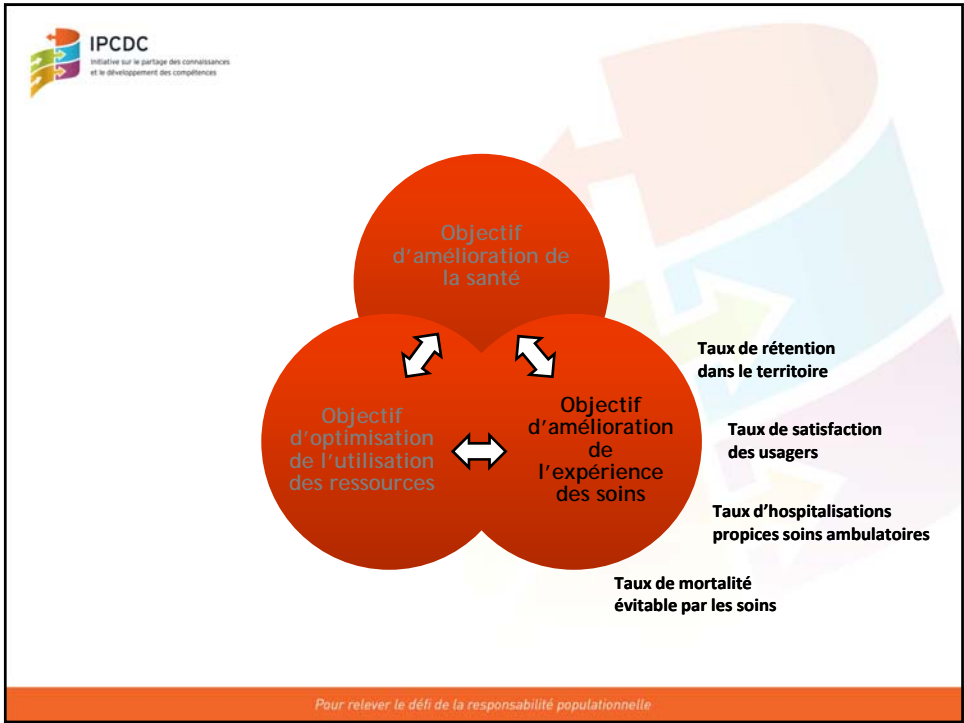 IPCDC
Initiative sur le partage des connaissances
et le développement des compétences
Objectif
d'amélioration de
la santé
Objectif
d'optimisation
de l'utilisation
des ressources
Objectif
d'amélioration
de
l'expérience
des soins
Taux de rétention
dans le territoire
Taux de satisfaction
des usagers
Taux d'hospitalisations
propices soins ambulatoires
Taux de mortalité
évitable par les soins
Pour relever le défi de la responsabilité populationnelle